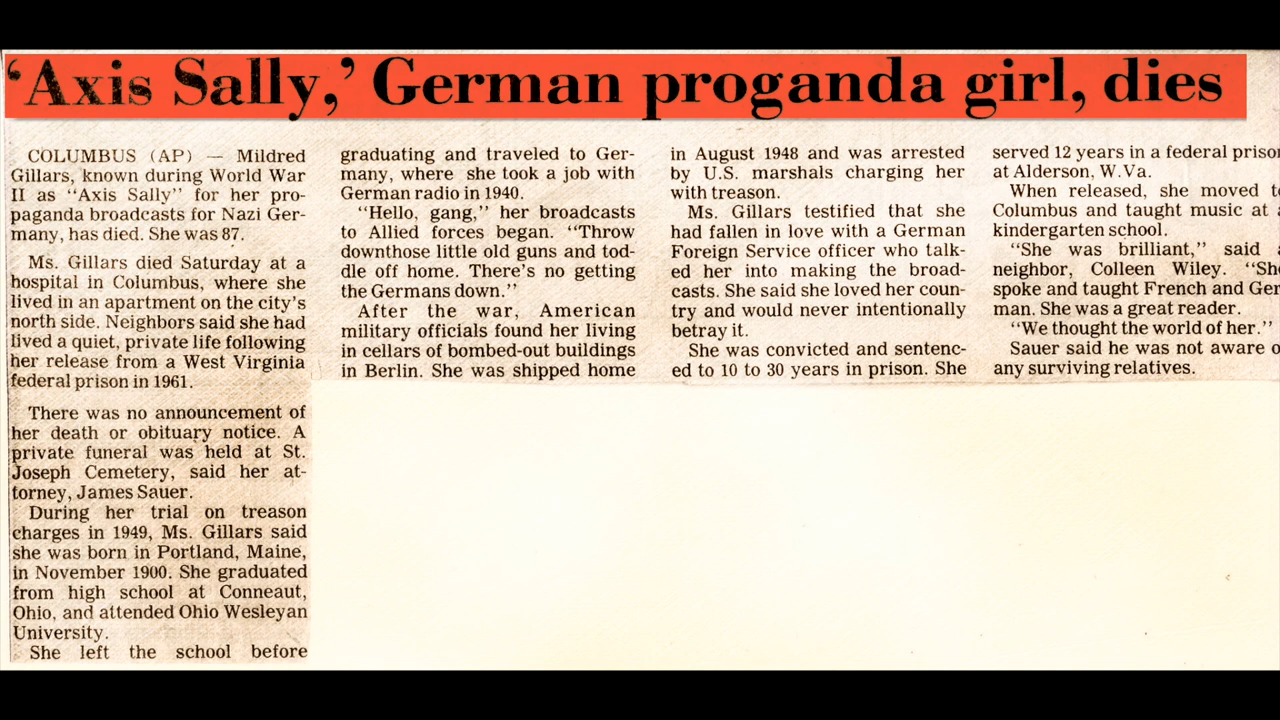 ‘Axis Sally,’ German proganda girl, dies
COLUMBUS (AP) — Mildred
Gillars, known during World War
II as “Axis Sally” for her pro-
paganda broadcasts for Nazi Ger-
many, has died. She was 87.
Ms. Gillars died Saturday at a
hospital in Columbus, where she
lived in an apartment on the city’s
north side. Neighbors said she had
lived a quiet, private life following
her release from a West Virginia
federal prison in 1961.
There was no announcement of
her death or obituary notice. A
private funeral was held at St.
Joseph Cemetery, said her at-
torney, James Sauer.
During her trial on treason
charges in 1949, Ms. Gillars said
she was born in Portland, Maine,
in November 1900. She graduated
from high school at Conneaut,
Ohio, and attended Ohio Wesleyan
University.
She left the school before
graduating and traveled to Ger-
many, where she took a job with
German radio in 1940.
“Hello, gang,” her broadcasts
to Allied forces began. “Throw
downthose little old guns and tod-
dle off home. There’s no getting
the Germans down.”
After the war, American
military officials found her living
in cellars of bombed-out buildings
in Berlin. She was shipped home
in August 1948 and was arrested
by U.S. marshals charging her
with treason.
Ms. Gillars testified that she
had fallen in love with a German
Foreign Service officer who talk-
ed her into making the broad-
casts. She said she loved her coun-
try and would never intentionally
betray it.
She was convicted and sentenc-
ed to 10 to 30 years in prison. She
served 12 years in a federal prison
at Alderson, W.Va.
When released, she moved to
Columbus and taught music at a
kindergarten school.
“She was brilliant,” said a
neighbor, Colleen Wiley. “She
spoke and taught French and Ger
man. She was a great reader.
“We thought the world of her.”
Sauer said he was not aware o
any surviving relatives.